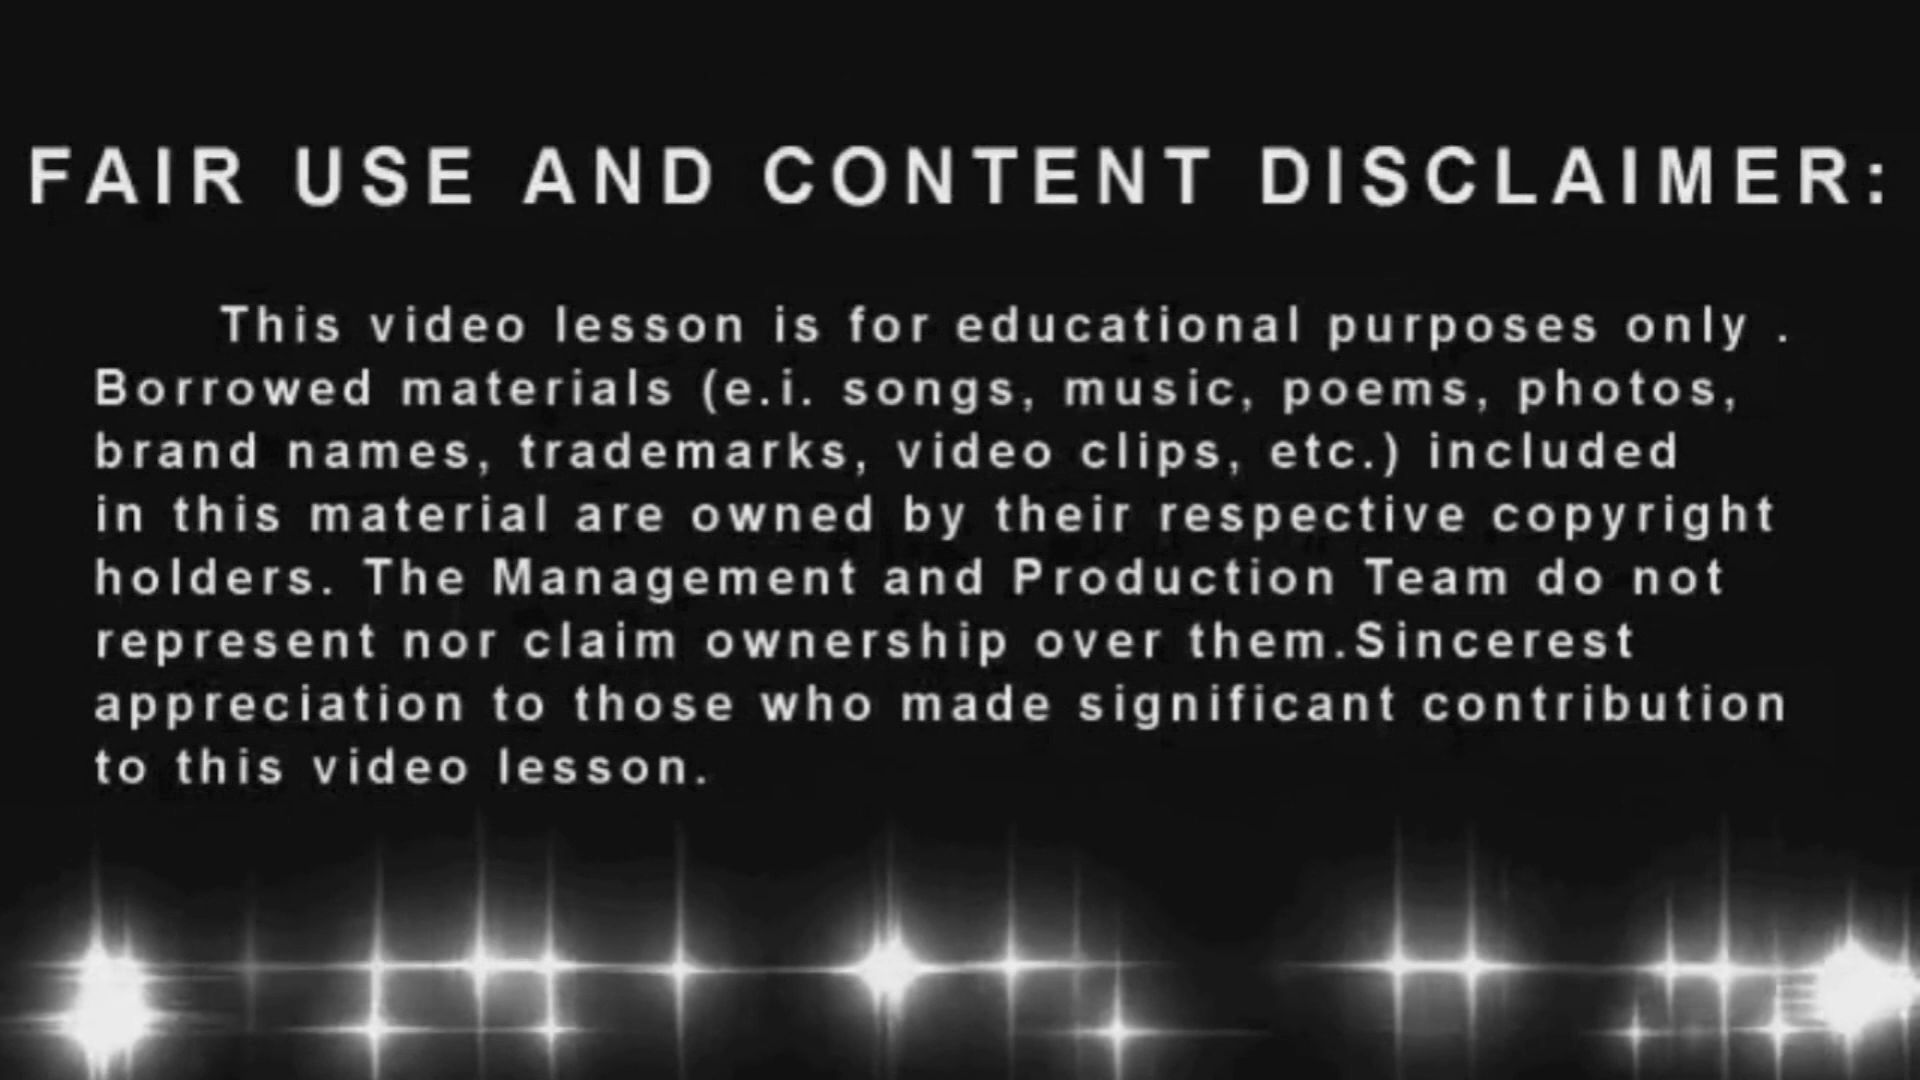 FAIR USE AND CONTENT DISCLAIMER:
This video lesson is for educational purposes only .
Borrowed materials (e.i. songs, music, poems, photos,
brand names, trademarks, video clips, etc.) included
in this material are owned by their respective copyright
holders. The Management and Production Team do not
represent nor claim ownership over them.Sincerest
appreciation to those who made significant contribution
to this video lesson.